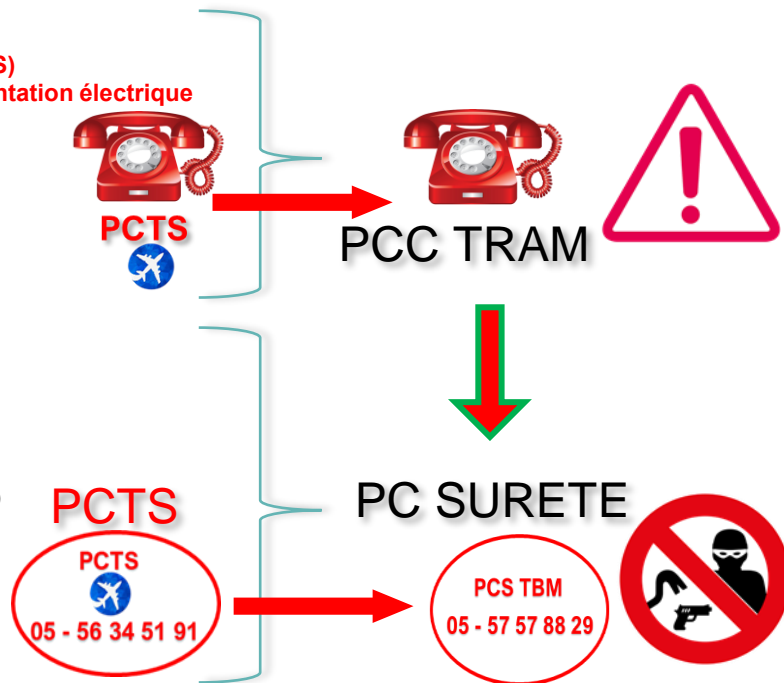 S)
ntation électrique
PCTS
PCC TRAM
PCTS
PC SURETE
PCTS
05 - 56 34 51 91
PCS TBM
05 - 57 57 88 29